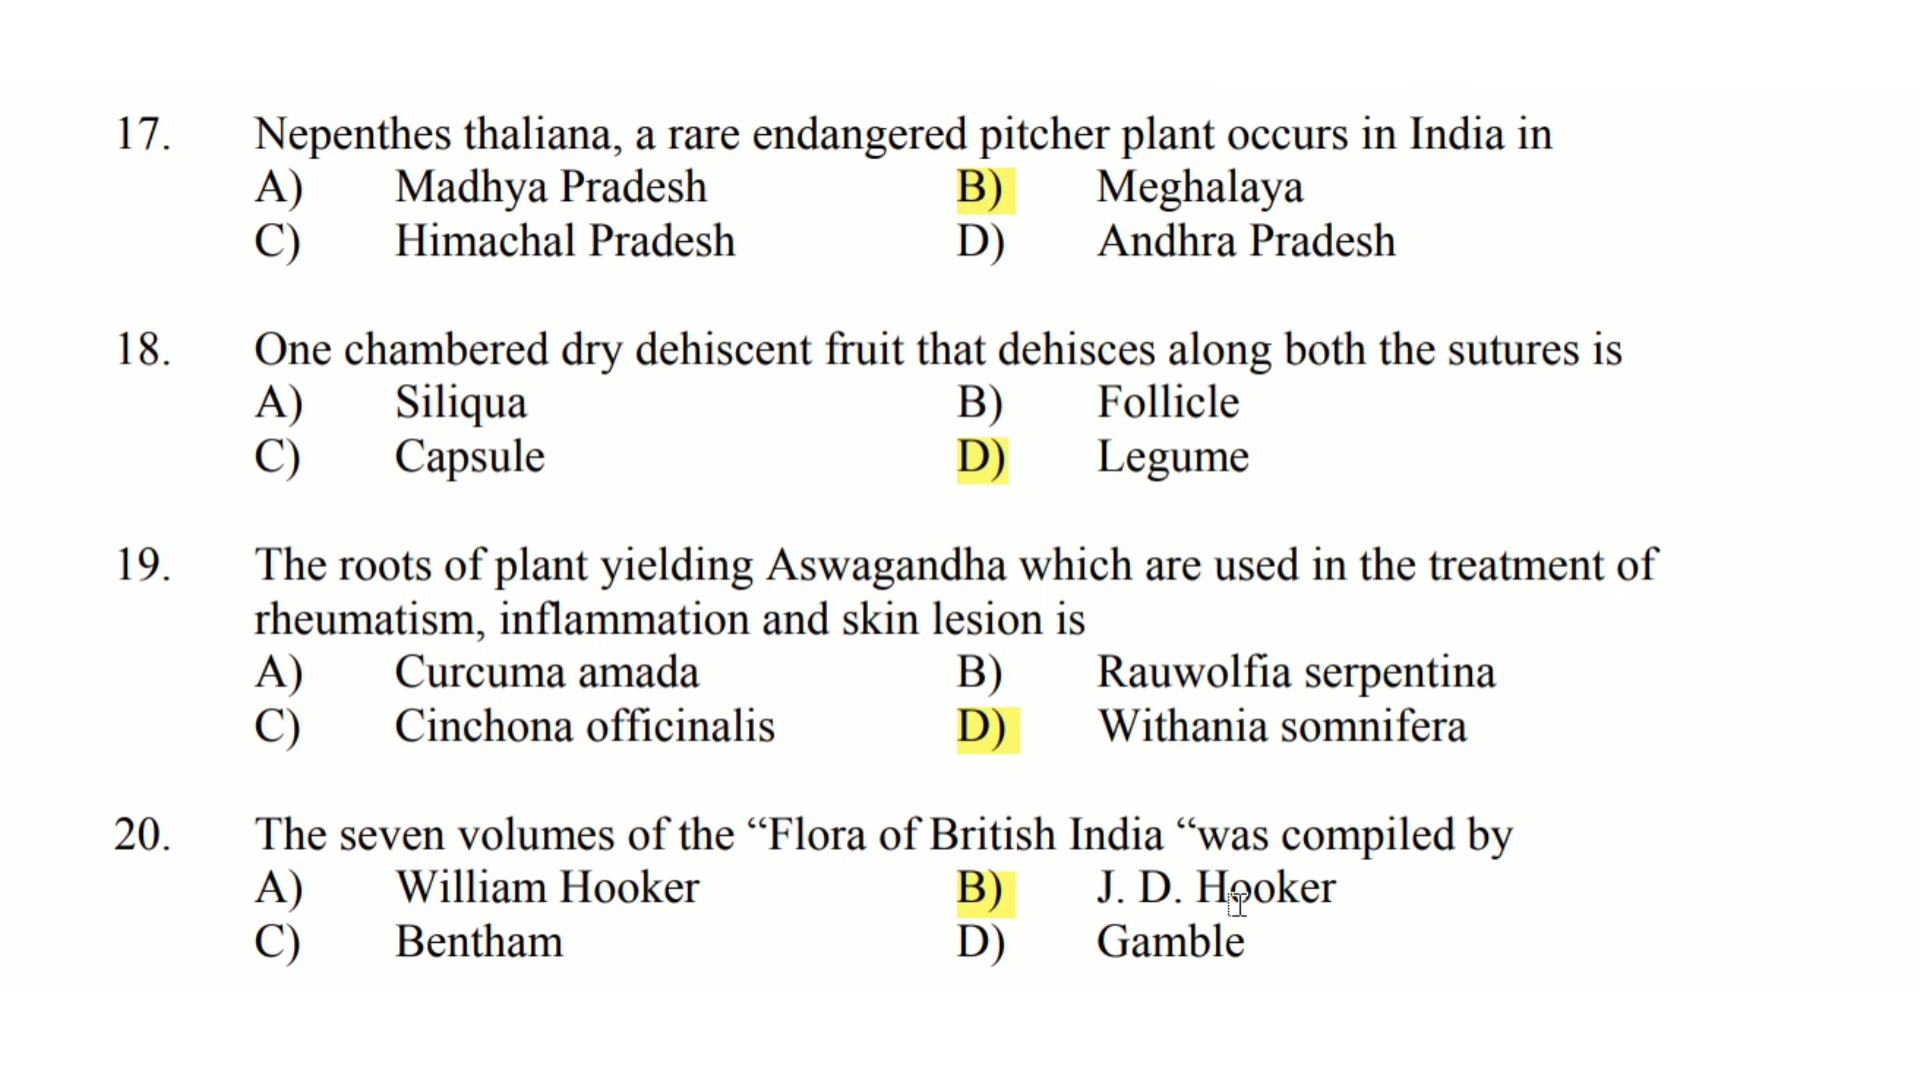 17. Nepenthes thaliana, a rare endangered pitcher plant occurs in India in
A) Madhya Pradesh B) Meghalaya
C) Himachal Pradesh D) Andhra Pradesh
18. One chambered dry dehiscent fruit that dehisces along both the sutures is
A) Siliqua B) Follicle
C) Capsule D) Legume
19. The roots of plant yielding Aswagandha which are used in the treatment of
rheumatism, inflammation and skin lesion is
A) Curcuma amada B) Rauwolfia serpentina
C) Cinchona officinalis D) Withania somnifera
20. The seven volumes of the “Flora of British India “was compiled by
A) William Hooker B) J. D. Hooker
C) Bentham D) Gamble